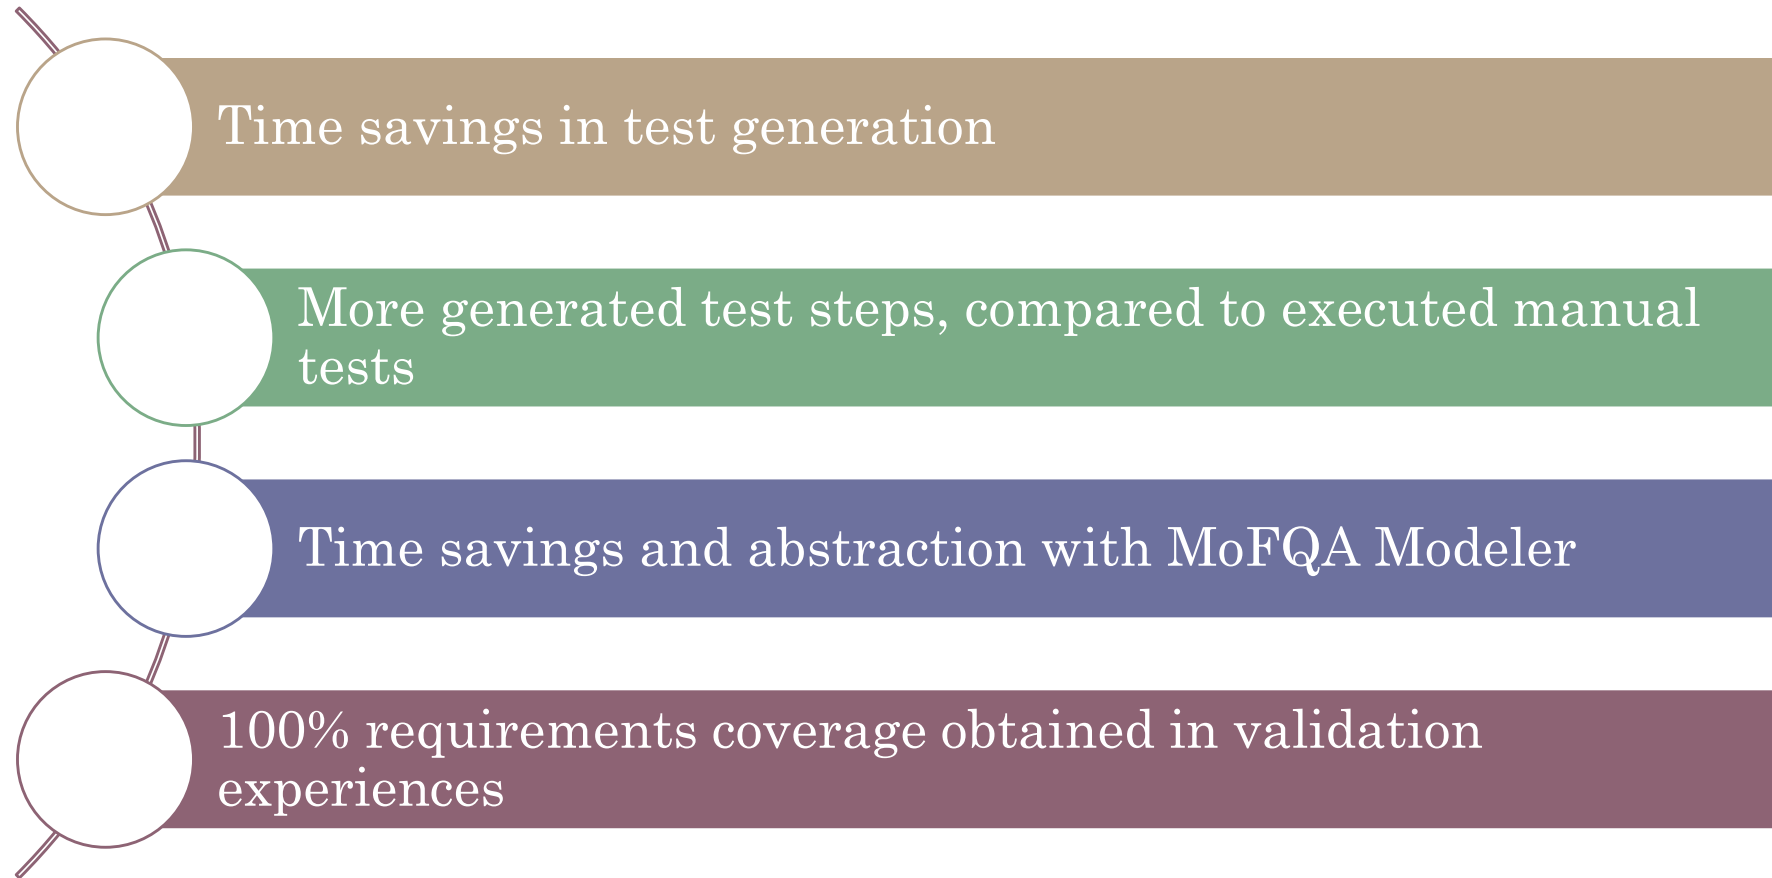 Time savings in test generation
More generated test steps, compared to executed manual
tests
Time savings and abstraction with MoFQA Modeler
100% requirements coverage obtained in validation
experiences